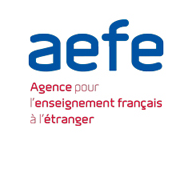 aefe
Agence pour
l'enseignement français
à l'étranger